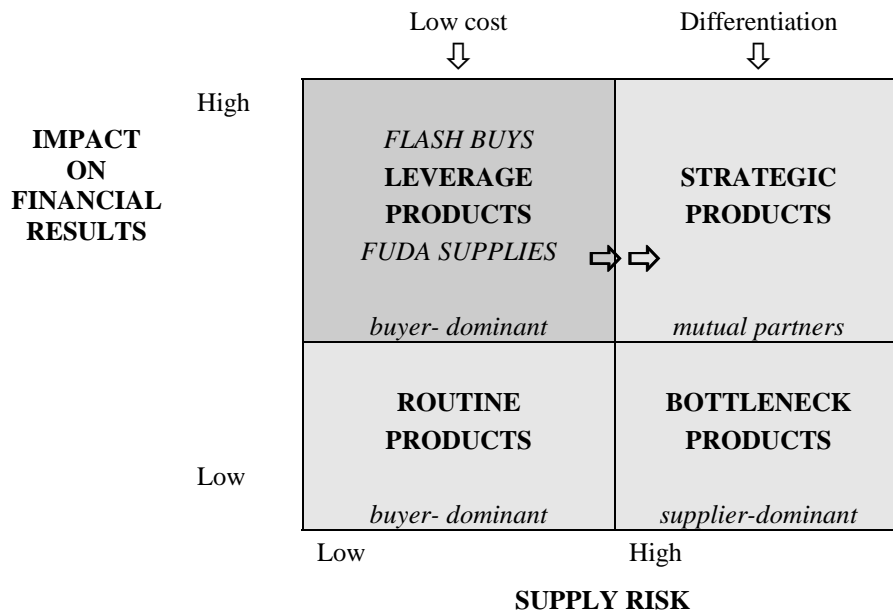 Low cost
Differentiation
High
IMPACT
ON
FINANCIAL
RESULTS
FLASH BUYS
LEVERAGE
PRODUCTS
FUDA SUPPLIES
buyer- dominant
STRATEGIC
PRODUCTS
mutual partners
Low
ROUTINE
PRODUCTS
buyer- dominant
BOTTLENECK
PRODUCTS
supplier-dominant
Low
High
SUPPLY RISK